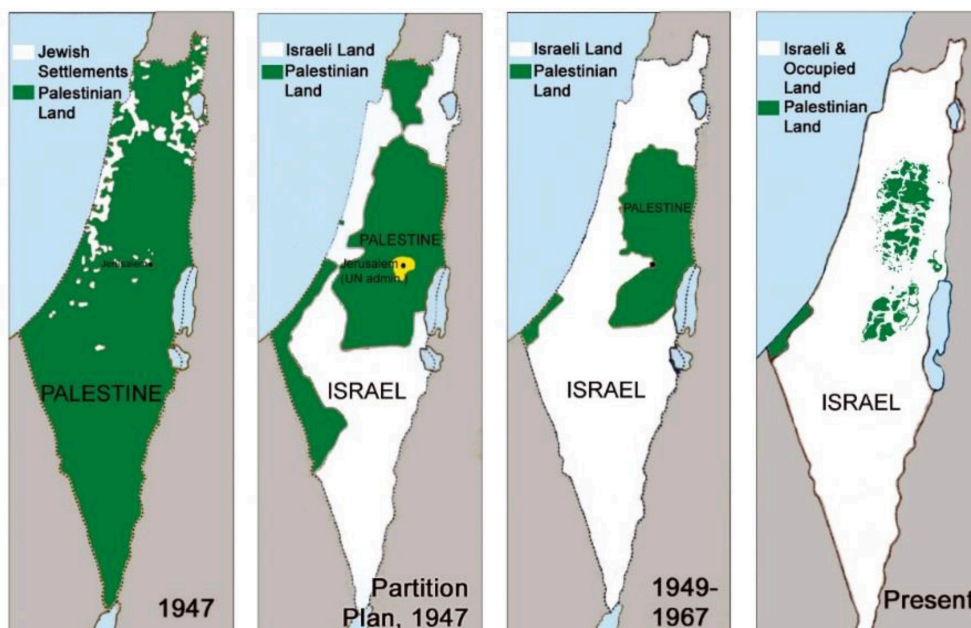 Jewish
Settlements
Palestinian
Land
Jerusalem
PALESTINE
1947
Israeli Land
Palestinian
Land
PALESTINE
Jerusalem
(UN admin.)
ISRAEL
Partition
Plan, 1947
Israeli Land
Palestinian
Land
PALESTINE
ISRAEL
1949-
1967
Israeli &
Occupied
Land
Palestinian
Land
ISRAEL
Present